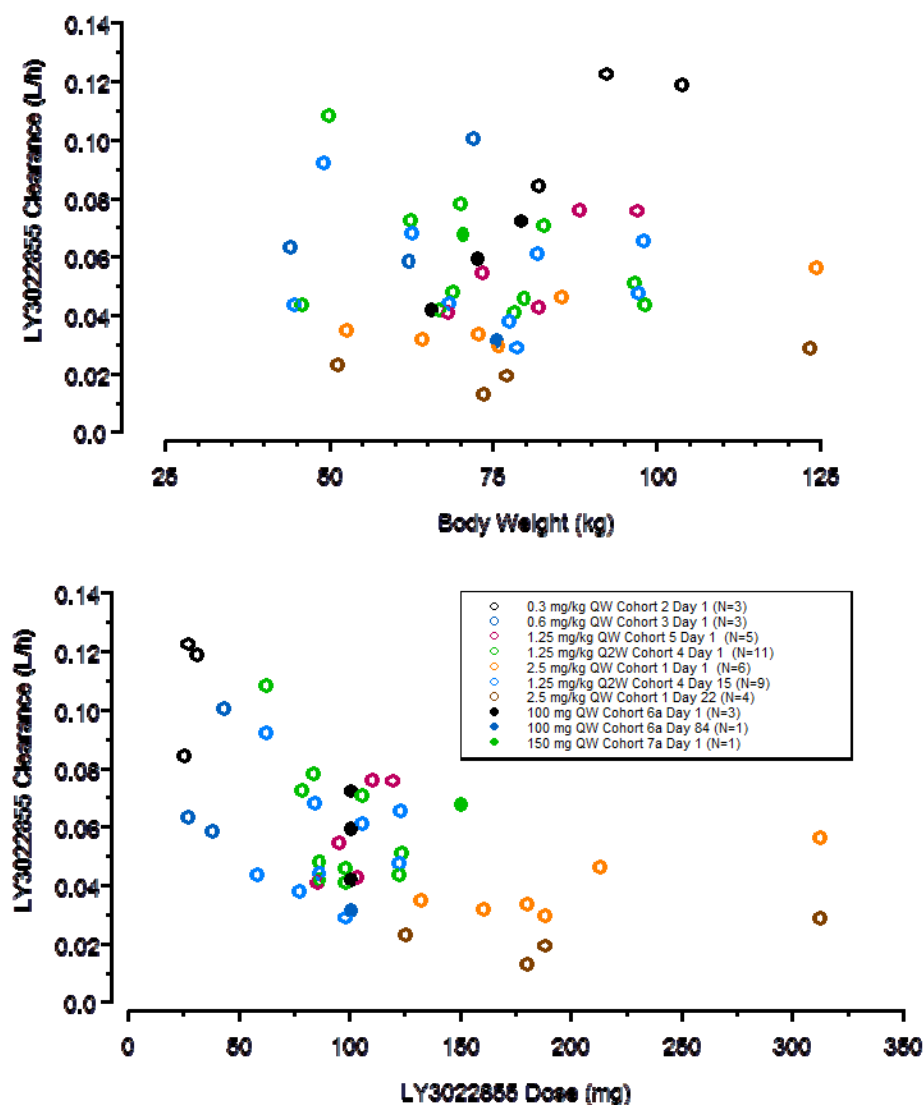 LY3022855 Clearance (L/h)
0.14
0.12
0.10
0.08
0.06
0.04
0.02
0.0
25 50 75 100 125
Body Weight (kg)
LY3022855 Clearance (L/h)
0.14
0.12
0.10
0.08
0.06
0.04
0.02
0.0
0.3 mg/kg QW Cohort 2 Day 1 (N=3)
0.6 mg/kg QW Cohort 3 Day 1 (N=3)
1.25 mg/kg QW Cohort 5 Day 1 (N=5)
1.25 mg/kg Q2W Cohort 4 Day 1 (N=11)
2.5 mg/kg QW Cohort 1 Day 1 (N=6)
1.25 mg/kg Q2W Cohort 4 Day 15 (N=9)
2.5 mg/kg QW Cohort 1 Day 22 (N=4)
100 mg QW Cohort 6a Day 1 (N=3)
100 mg QW Cohort 6a Day 84 (N=1)
150 mg QW Cohort 7a Day 1 (N=1)
0 50 100 150 200 250 300 350
LY3022855 Dose (mg)